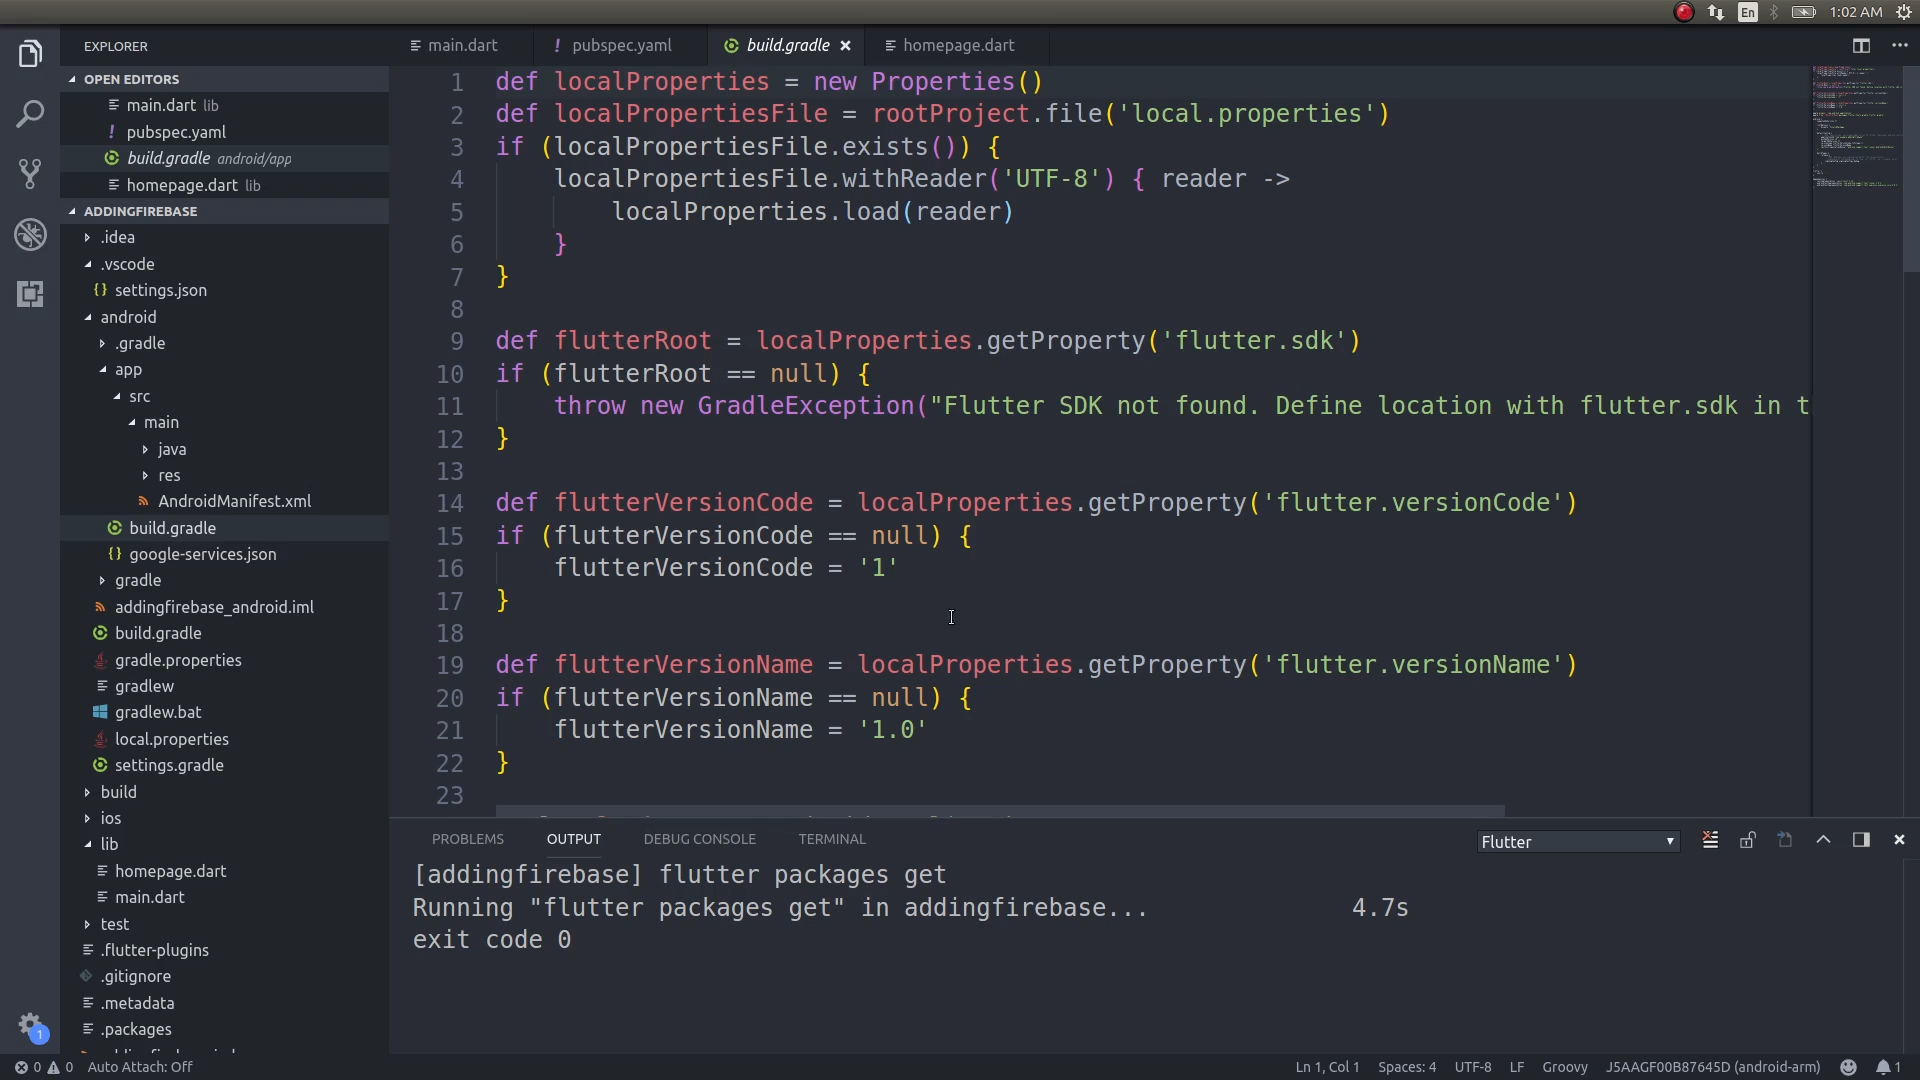 En
1:02 AM
EXPLORER
OPEN EDITORS
main.dart lib
! pubspec.yaml
build.gradle android/app
homepage.dart lib
ADDINGFIREBASE
.idea
.vscode
{} settings.json
android
.gradle
app
src
main
java
res
AndroidManifest.xml
build.gradle
{} google-services.json
gradle
addingfirebase_android.iml
build.gradle
gradle.properties
gradlew
gradlew.bat
local.properties
settings.gradle
build
ios
lib
homepage.dart
main.dart
test
.flutter-plugins
.gitignore
.metadata
.packages
main.dart
! pubspec.yaml
build.gradle ×
homepage.dart
1 def localProperties = new Properties()
2 def localPropertiesFile = rootProject.file('local.properties')
3 if (localPropertiesFile.exists()) {
4 localPropertiesFile.withReader('UTF-8') { reader ->
5 localProperties.load(reader)
6 }
7 }
8
9 def flutterRoot = localProperties.getProperty('flutter.sdk')
10 if (flutterRoot == null) {
11 throw new GradleException("Flutter SDK not found. Define location with flutter.sdk in t
12 }
13
14 def flutterVersionCode = localProperties.getProperty('flutter.versionCode')
15 if (flutterVersionCode == null) {
16 flutterVersionCode = '1'
17 }
18
19 def flutterVersionName = localProperties.getProperty('flutter.versionName')
20 if (flutterVersionName == null) {
21 flutterVersionName = '1.0'
22 }
23
PROBLEMS OUTPUT DEBUG CONSOLE TERMINAL
Flutter
[addingfirebase] flutter packages get
Running "flutter packages get" in addingfirebase... 4.7s
exit code 0
1
0 0 Auto Attach: Off
Ln 1, Col 1 Spaces: 4 UTF-8 LF Groovy J5AAGF00B87645D (android-arm) 1